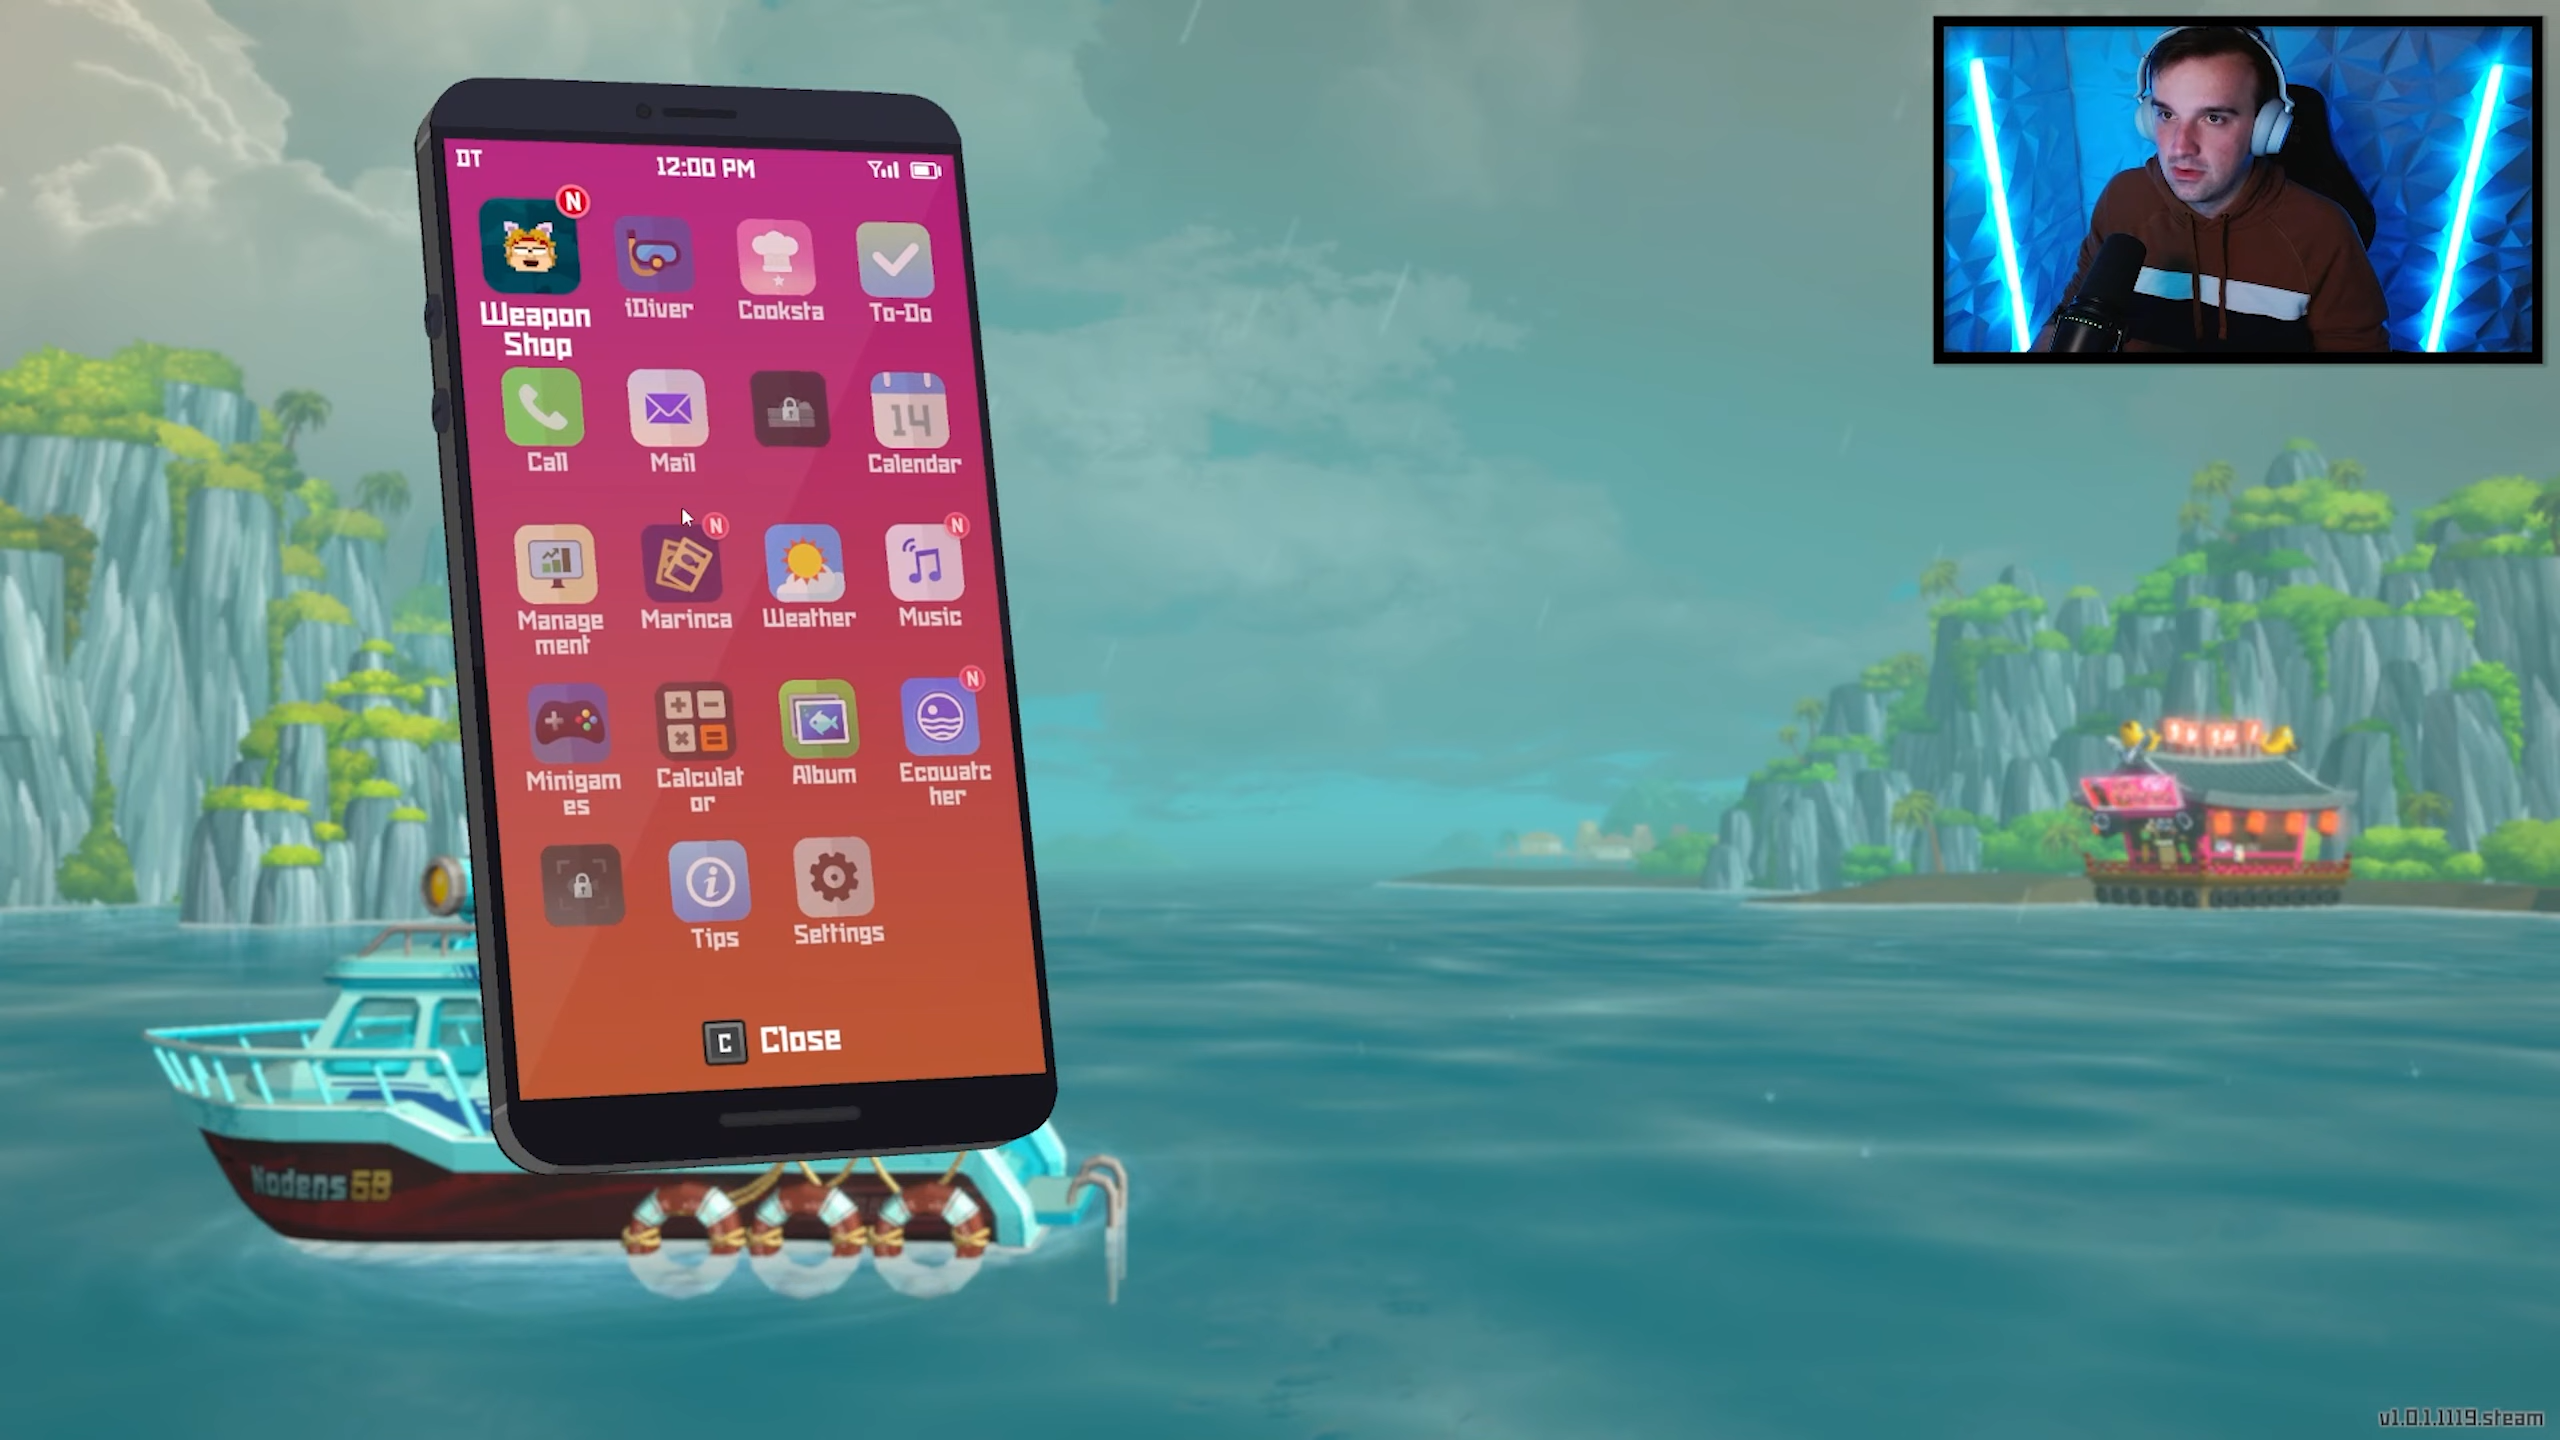 DT 12:00 PM
N
Weapon
Shop
iDiver
Cooksta
To-Do
Call
Mail
14
Calendar
N
N
Manage
ment
Marinca
Weather
Music
N
Minigam
es
Calculat
or
Album
Ecowatc
her
Tips
Settings
C Close
Nodens 58
v1.0.1.1119.steam